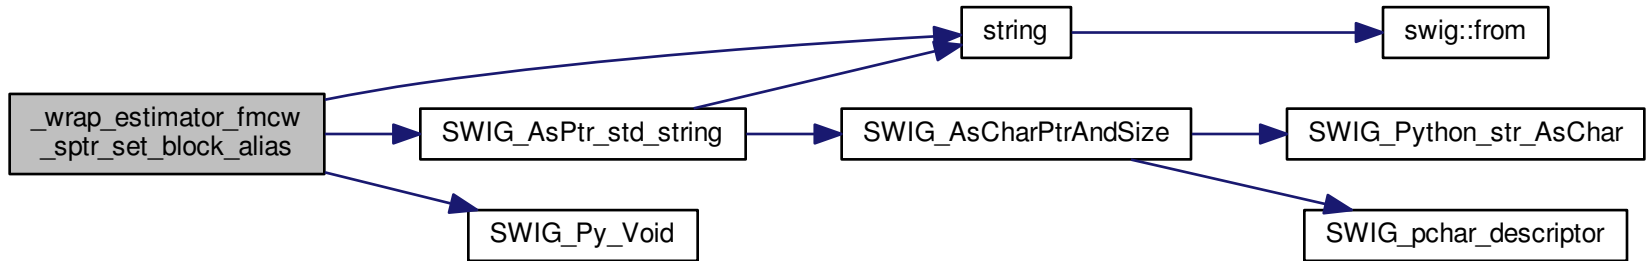 string
swig::from
_wrap_estimator_fmcw
_sptr_set_block_alias
SWIG_AsPtr_std_string
SWIG_AsCharPtrAndSize
SWIG_Python_str_AsChar
SWIG_Py_Void
SWIG_pchar_descriptor